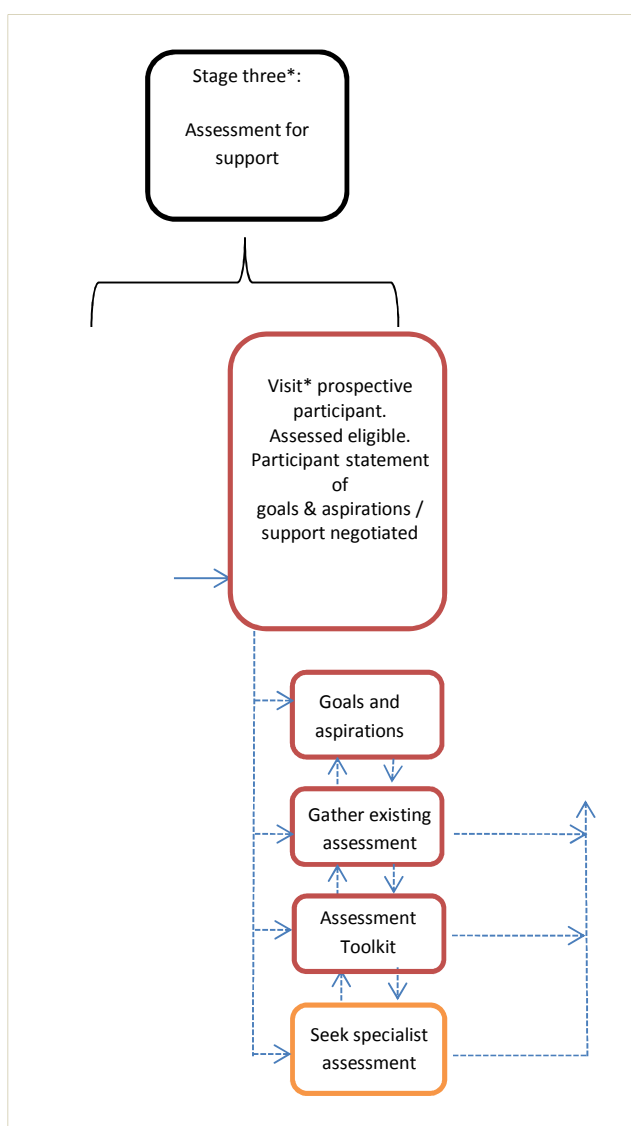 Stage three*:
Assessment for
support
Visit* prospective
participant.
Assessed eligible.
Participant statement
of
goals & aspirations /
support negotiated
Goals and
aspirations
Gather existing
assessment
Assessment
Toolkit
Seek specialist
assessment